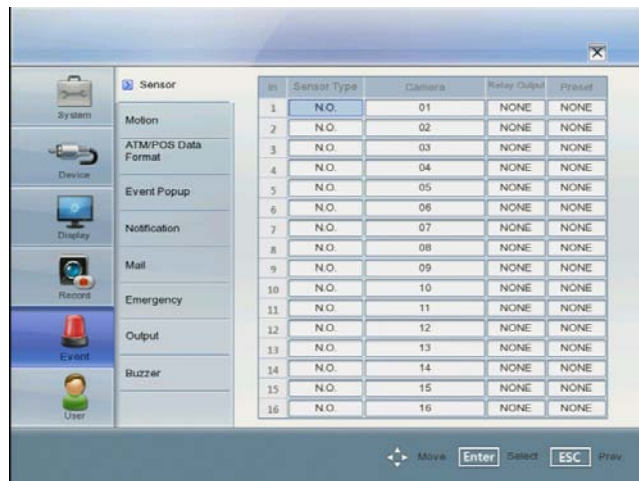 System
Device
Display
Record
Event
User
Sensor
Motion
ATM/POS Data
Format
Event Popup
Notification
Mail
Emergency
Output
Buzzer
In Sensor Type Camera Relay Output Preset
1 N.O. 01 NONE NONE
2 N.O. 02 NONE NONE
3 N.O. 03 NONE NONE
4 N.O. 04 NONE NONE
5 N.O. 05 NONE NONE
6 N.O. 06 NONE NONE
7 N.O. 07 NONE NONE
8 N.O. 08 NONE NONE
9 N.O. 09 NONE NONE
10 N.O. 10 NONE NONE
11 N.O. 11 NONE NONE
12 N.O. 12 NONE NONE
13 N.O. 13 NONE NONE
14 N.O. 14 NONE NONE
15 N.O. 15 NONE NONE
16 N.O. 16 NONE NONE
Move Enter Select ESC Prev.